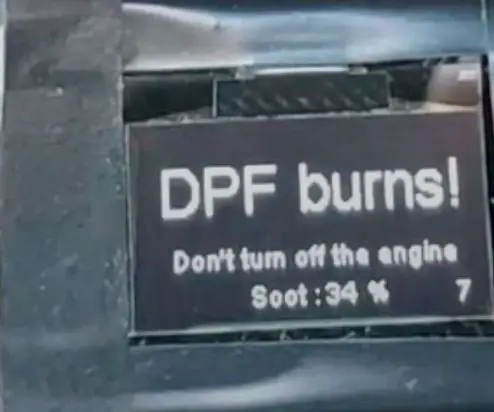 DPF burns!
Don't turn off the engine
Soot:34 % 7